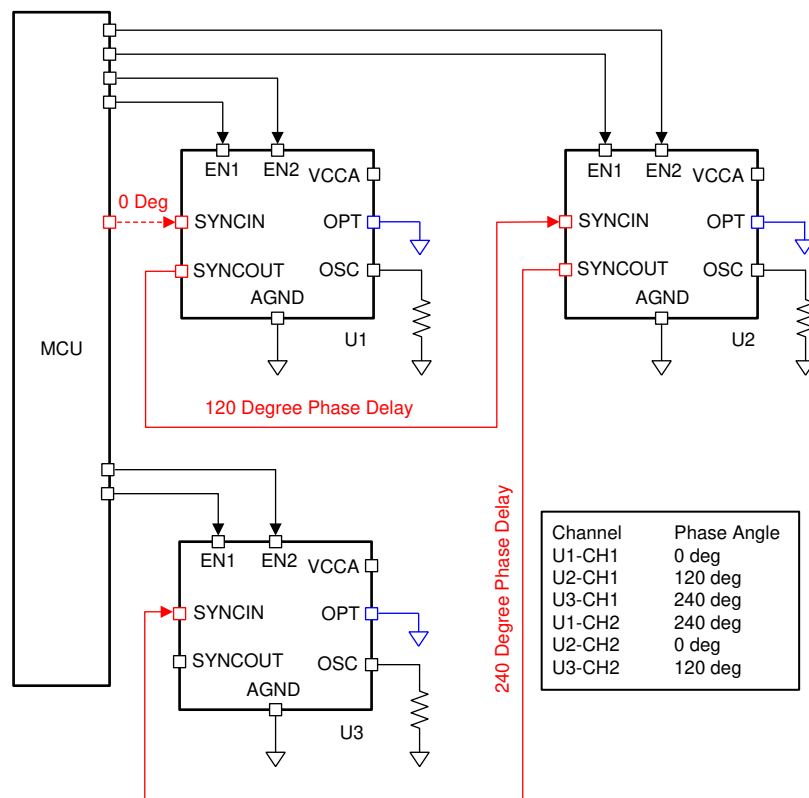 EN1
EN2
VCCA
0 Deg
SYNCIN
OPT
SYNCOUT
OSC
AGND
U1
EN1
EN2
VCCA
SYNCIN
OPT
SYNCOUT
OSC
AGND
U2
MCU
120 Degree Phase Delay
240 Degree Phase Delay
EN1
EN2
VCCA
SYNCIN
OPT
SYNCOUT
OSC
AGND
U3
Channel Phase Angle
U1-CH1 0 deg
U2-CH1 120 deg
U3-CH1 240 deg
U1-CH2 240 deg
U2-CH2 0 deg
U3-CH2 120 deg